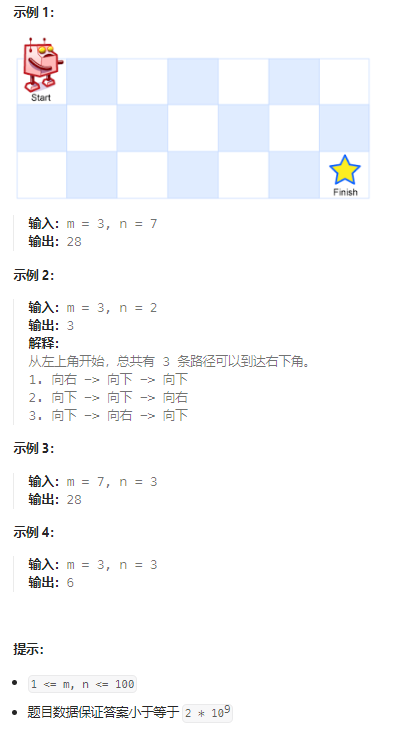 示例 1：
Start
Finish
输入：m = 3, n = 7
输出：28
示例 2：
输入：m = 3, n = 2
输出：3
解释：
从左上角开始，总共有 3 条路径可以到达右下角。
1. 向右 -> 向下 -> 向下
2. 向下 -> 向下 -> 向右
3. 向下 -> 向右 -> 向下
示例 3：
输入：m = 7, n = 3
输出：28
示例 4：
输入：m = 3, n = 3
输出：6
提示：
• 1 <= m, n <= 100
• 题目数据保证答案小于等于 2 * 10⁹